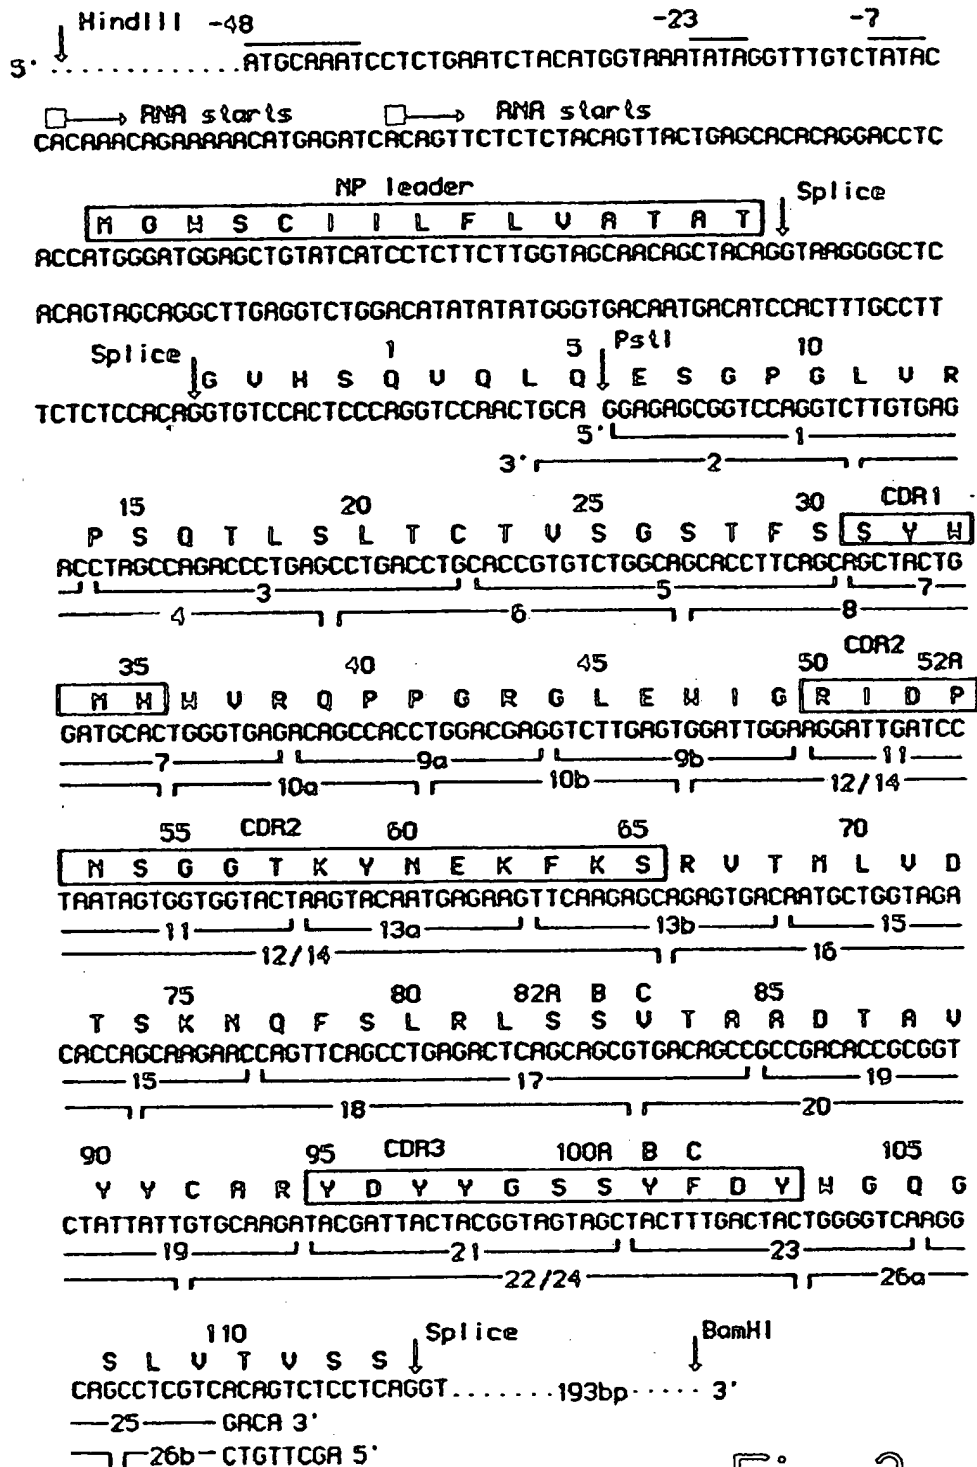 HindIII -48 -23 -7
5' .............ATGCAAATCCTCTGAATCTACATGGTAAATATAGGTTTGTCTATAC
RNA starts RNA starts
CACAAACAGAAAAACATGAGATCACAGTTCTCTCTACAGTTACTGAGCACACAGGACCTC
NP leader Splice
M G W S C I I L F L V A T A T
ACCATGGGATGGAGCTGTATCATCCTCTTCTTGGTAGCAACAGCTACAGGTAAGGGGCTC
ACAGTAGCAGGCTTGAGGTCTGGACATATATATGGGTGACAATGACATCCACTTTGCCTT
Splice 1 5 PstI 10
G V H S Q V Q L Q E S G P G L V R
TCTCTCCACAGGTGTCCACTCCCAGGTCCAACTGCA GGAGAGCGGTCCAGGTCTTGTGAG
5' 1
3' 2
15 20 25 30 CDR1
P S Q T L S L T C T V S G S T F S S Y W
ACCTAGCCAGACCCTGAGCCTGACCTGCACCGTGTCTGGCAGCACCTTCAGCAGCTACTG
3 5 7
4 6 8
35 40 45 50 CDR2 52A
M H W V R Q P P G R G L E W I G R I D P
GATGCACTGGGTGAGACAGCCACCTGGACGAGGTCTTGAGTGGATTGGAAGGATTGATCC
7 9a 9b 11
10a 10b 12/14
55 CDR2 60 65 70
N S G G T K Y N E K F K S R V T M L V D
TAATAGTGGTGGTACTAAGTACAATGAGAAGTTCAAGAGCAGAGTGACAATGCTGGTAGA
11 13a 13b 15
12/14 16
75 80 82A B C 85
T S K N Q F S L R L S S V T A A D T A V
CACCAGCAAGAACCAGTTCAGCCTGAGACTCAGCAGCGTGACAGCCGCCGACACCGCGGT
15 17 19
18 20
90 95 CDR3 100A B C 105
Y Y C A R Y D Y Y G S S Y F D Y W G Q G
CTATTATTGTGCAAGATACGATTACTACGGTAGTAGCTACTTTGACTACTGGGGTCAAGG
19 21 23
22/24 26a
110 Splice BamHI
S L V T V S S
CAGCCTCGTCACAGTCTCCTCAGGT.......193bp..... 3'
25 GACA 3'
26b CTGTTCGA 5'